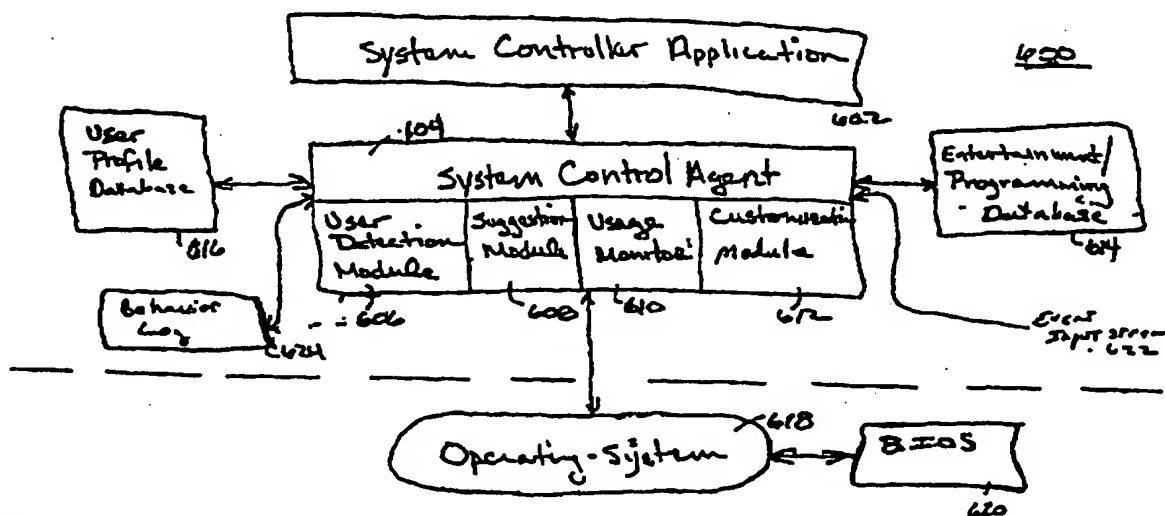 System Controller Application
600
602
604
User
Profile
Database
616
System Control Agent
User
Detection
Module
606
Suggestion
Module
608
Usage
Monitor
610
Customization
Module
612
Entertainment/
Programming
Database
614
Behavior
Log
624
Event
Input Stream
622
Operating-System
618
BIOS
620